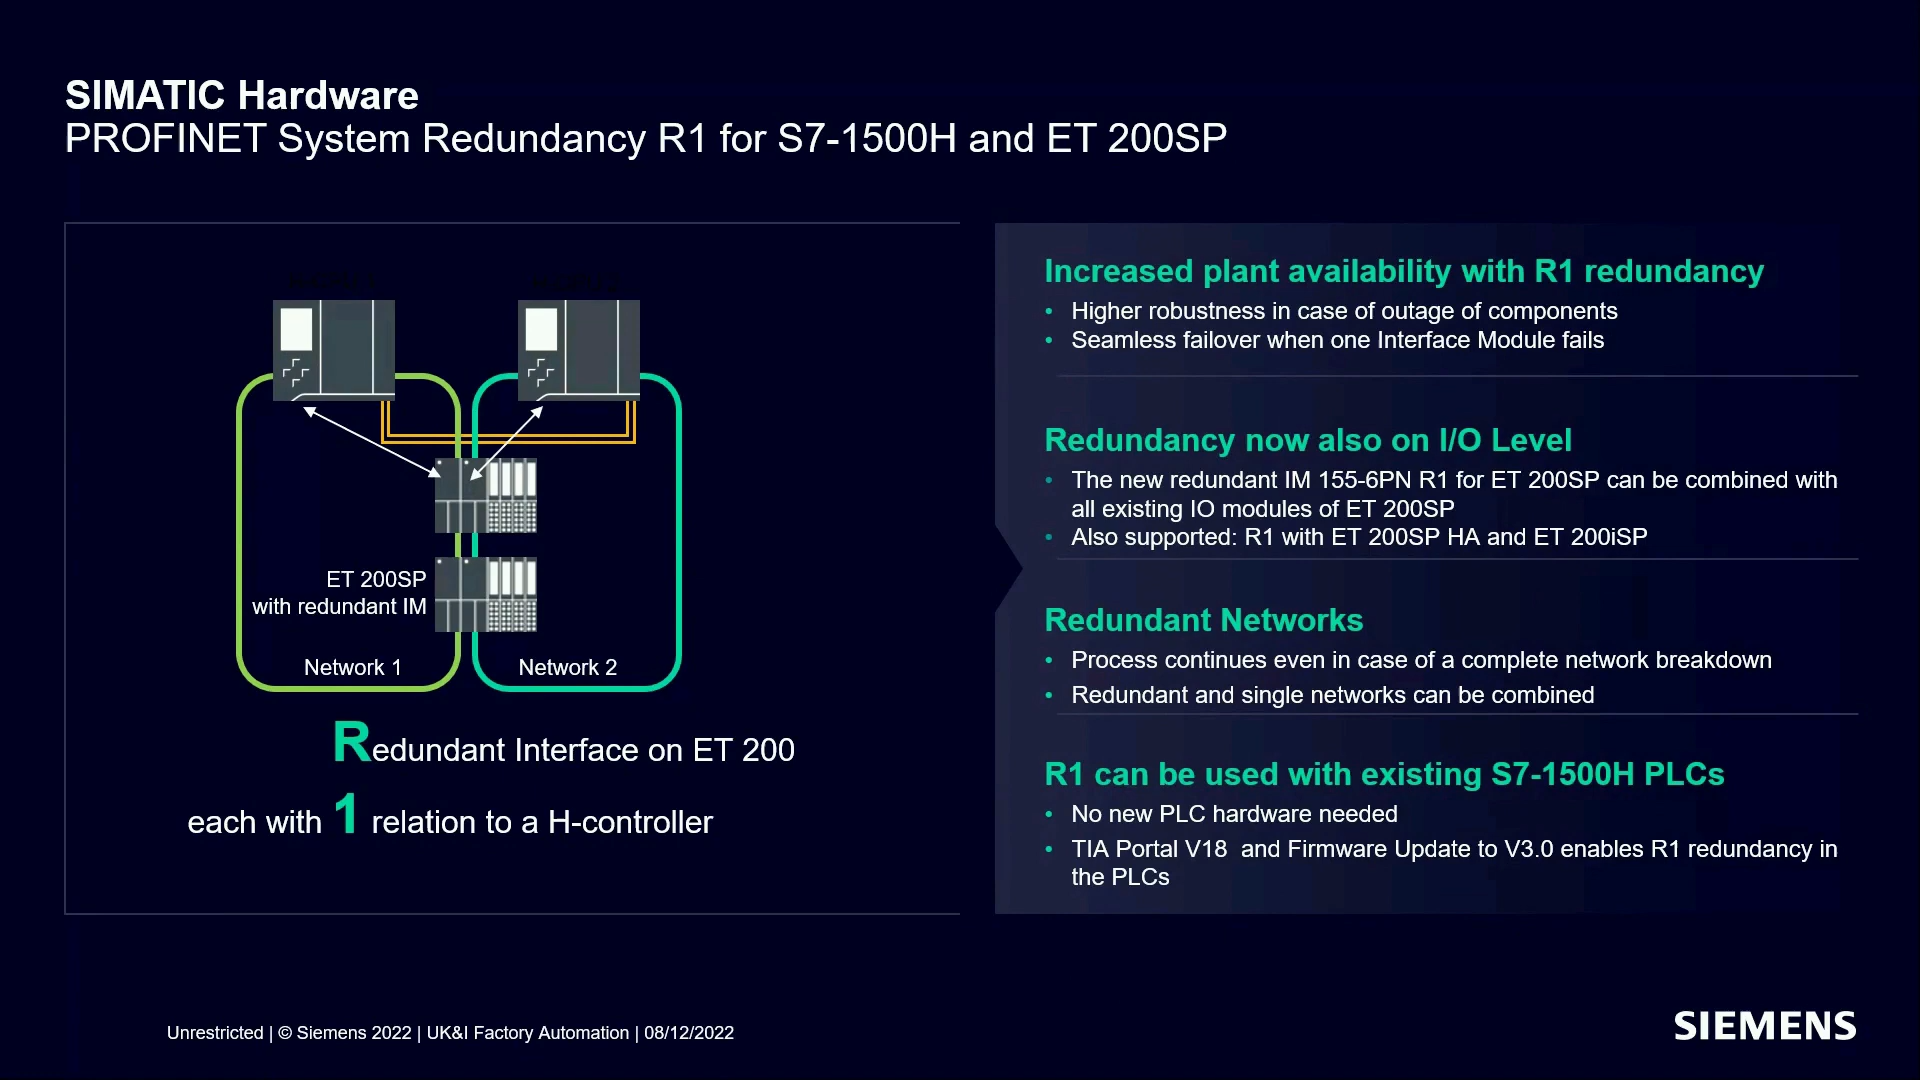 SIMATIC Hardware
PROFINET System Redundancy R1 for S7-1500H and ET 200SP
ET 200SP
with redundant IM
Network 1
Network 2
Redundant Interface on ET 200
each with 1 relation to a H-controller
Increased plant availability with R1 redundancy
• Higher robustness in case of outage of components
• Seamless failover when one Interface Module fails
Redundancy now also on I/O Level
• The new redundant IM 155-6PN R1 for ET 200SP can be combined with
all existing IO modules of ET 200SP
• Also supported: R1 with ET 200SP HA and ET 200iSP
Redundant Networks
• Process continues even in case of a complete network breakdown
• Redundant and single networks can be combined
R1 can be used with existing S7-1500H PLCs
• No new PLC hardware needed
• TIA Portal V18 and Firmware Update to V3.0 enables R1 redundancy in
the PLCs
Unrestricted | © Siemens 2022 | UK&I Factory Automation | 08/12/2022
SIEMENS